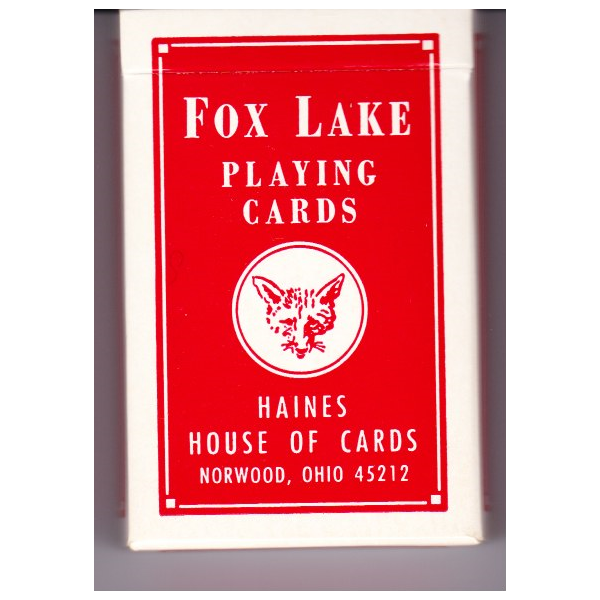 FOX LAKE
PLAYING
CARDS
HAINES
HOUSE OF CARDS
NORWOOD, OHIO 45212